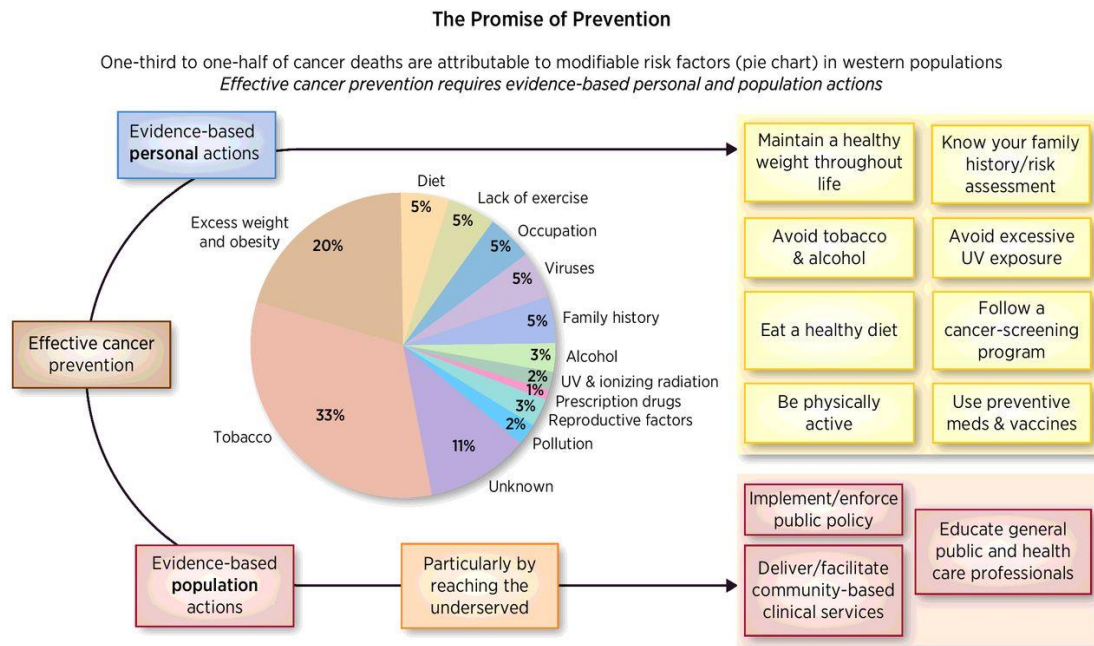 The Promise of Prevention
One-third to one-half of cancer deaths are attributable to modifiable risk factors (pie chart) in western populations
Effective cancer prevention requires evidence-based personal and population actions
Evidence-based
personal actions
Effective cancer
prevention
Evidence-based
population
actions
Particularly by
reaching the
underserved
Diet
5%
Lack of exercise
5%
Occupation
5%
Viruses
5%
Family history
5%
Alcohol
3%
UV & ionizing radiation
2%
Prescription drugs
1%
Reproductive factors
3%
Pollution
2%
Unknown
11%
Tobacco
33%
Excess weight
and obesity
20%
Maintain a healthy
weight throughout
life
Know your family
history/risk
assessment
Avoid tobacco
& alcohol
Avoid excessive
UV exposure
Eat a healthy diet
Follow a
cancer-screening
program
Be physically
active
Use preventive
meds & vaccines
Implement/enforce
public policy
Deliver/facilitate
community-based
clinical services
Educate general
public and health
care professionals